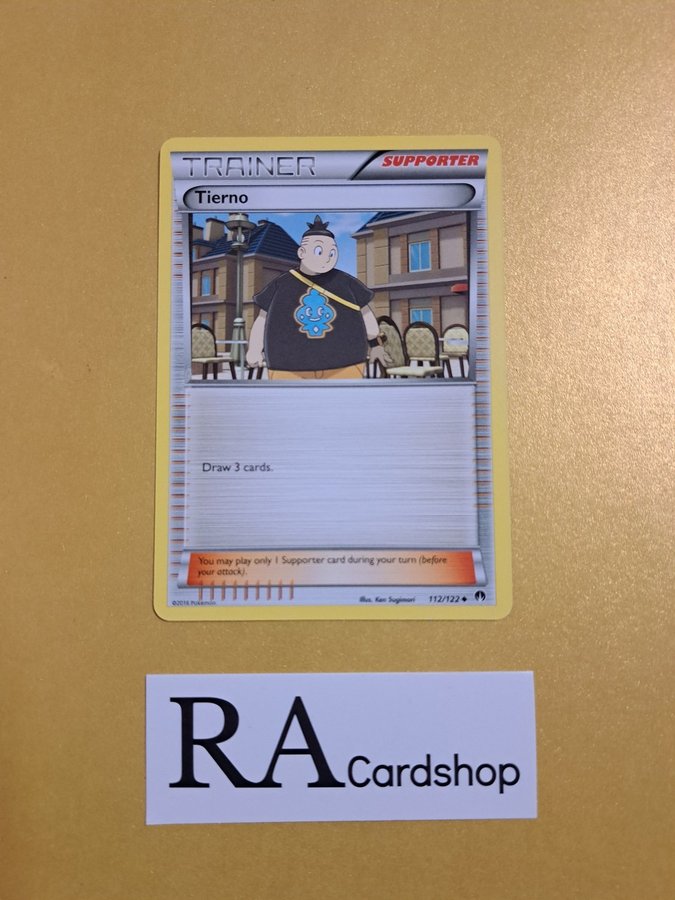 TRAINER
SUPPORTER
Tierno
Draw 3 cards.
You may play only 1 Supporter card during your turn (before
your attack).
©2016 Pokémon
Illus. Ken Sugimori
112/122
RA Cardshop